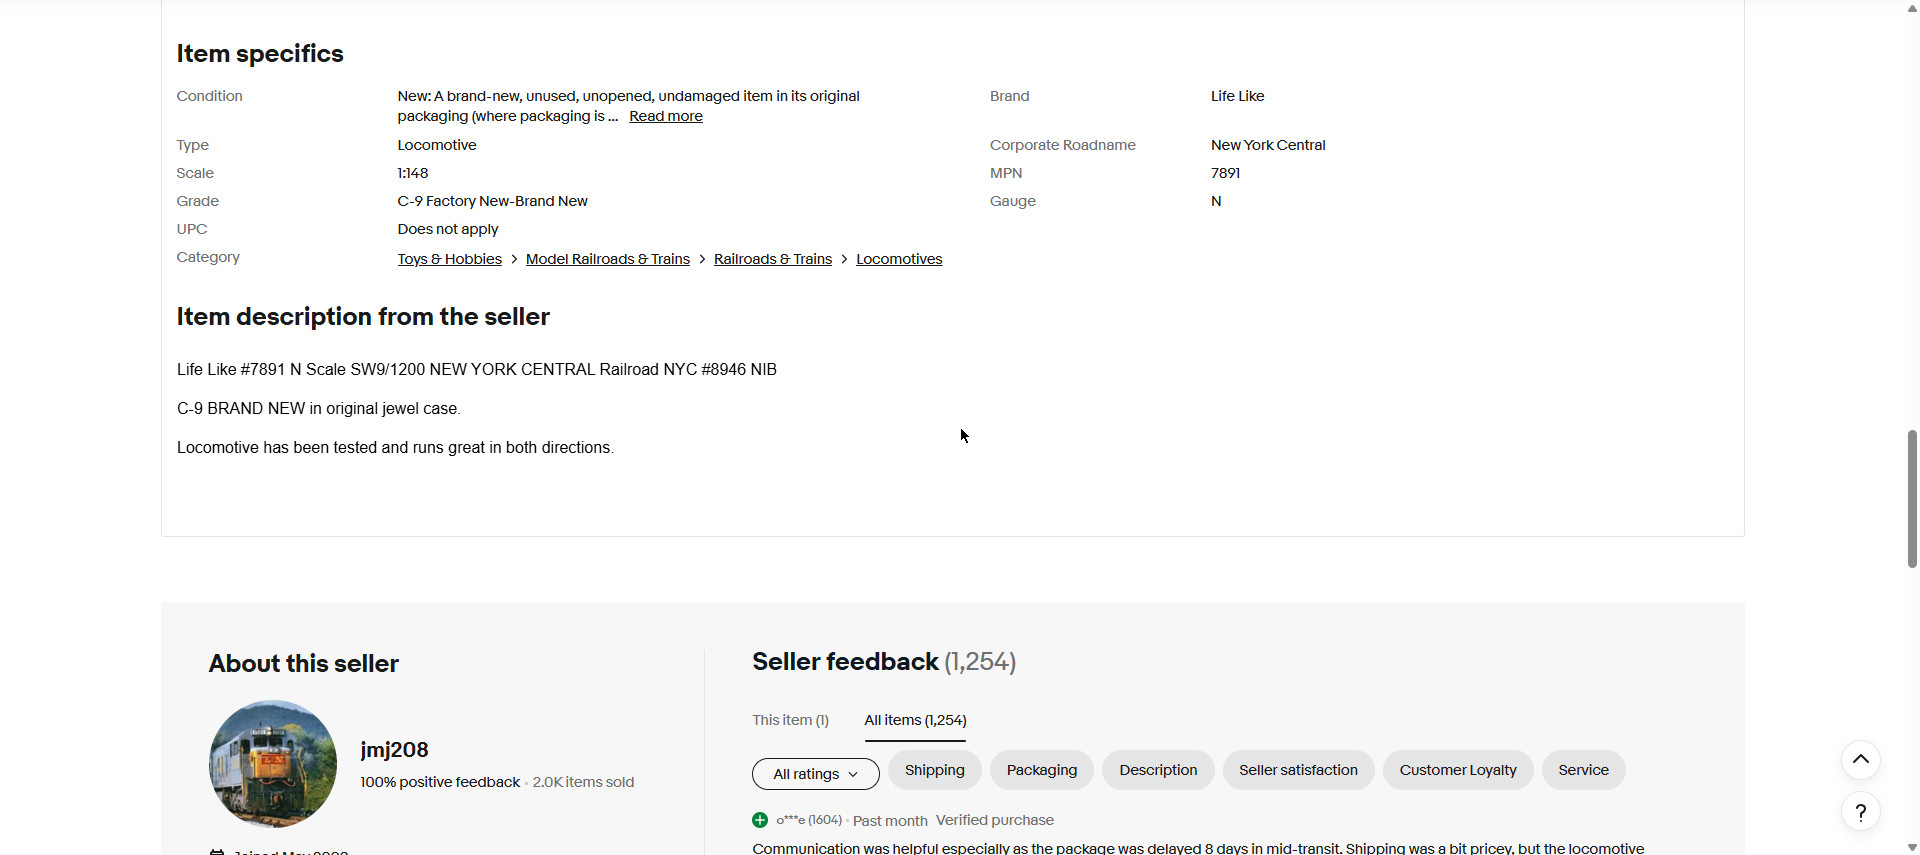 Item specifics
Condition
New: A brand-new, unused, unopened, undamaged item in its original
packaging (where packaging is ... Read more
Brand
Life Like
Type
Locomotive
Corporate Roadname
New York Central
Scale
1:148
MPN
7891
Grade
C-9 Factory New-Brand New
Gauge
N
UPC
Does not apply
Category
Toys & Hobbies > Model Railroads & Trains > Railroads & Trains > Locomotives
Item description from the seller
Life Like #7891 N Scale SW9/1200 NEW YORK CENTRAL Railroad NYC #8946 NIB
C-9 BRAND NEW in original jewel case.
Locomotive has been tested and runs great in both directions.
About this seller
jmj208
100% positive feedback • 2.0K items sold
Seller feedback (1,254)
This item (1)
All items (1,254)
All ratings
Shipping
Packaging
Description
Seller satisfaction
Customer Loyalty
Service
o***e (1604) • Past month Verified purchase
Communication was helpful especially as the package was delayed 8 days in mid-transit. Shipping was a bit pricey, but the locomotive
?